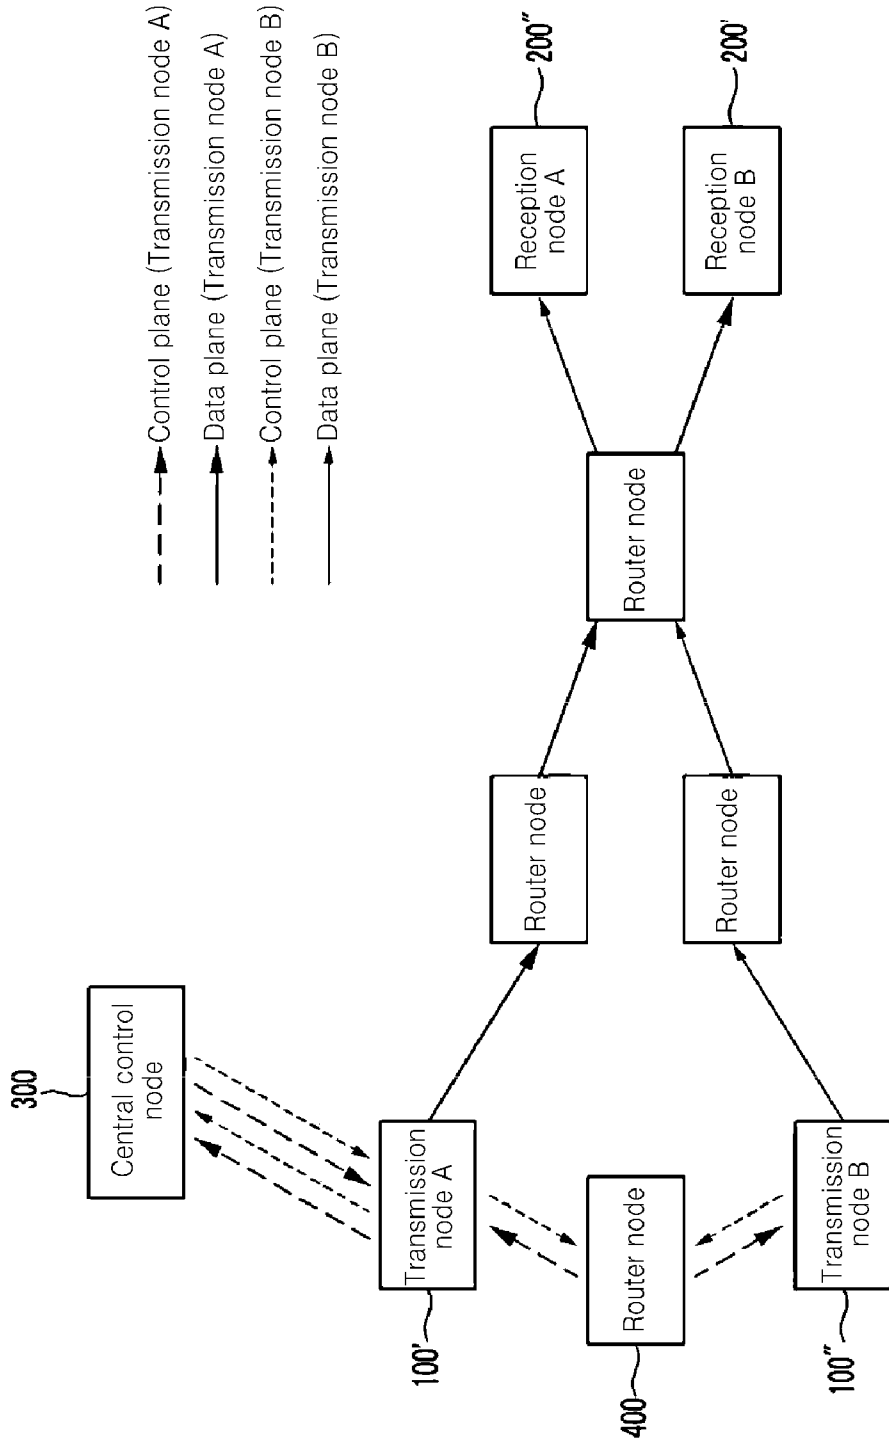 300
Central control
node
Control plane (Transmission node A)
Data plane (Transmission node A)
Control plane (Transmission node B)
Data plane (Transmission node B)
100'
Transmission
node A
Router node
Router node
Reception
node A
200"
400
Router node
Router node
Reception
node B
200'
100"
Transmission
node B